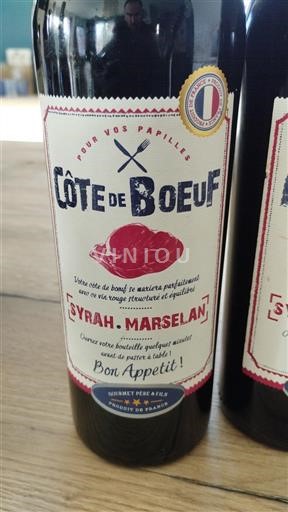 POUR VOS PAPILLES
CÔTE DE BOEUF
VINIOU
Votre côte de bœuf se mariera parfaitement
avec ce vin rouge structuré et équilibré
SYRAH . MARSELAN
Ouvrez votre bouteille quelques minutes
avant de passer à table !
Bon Appetit !
GOURMET PÈRE & FILS
PRODUIT DE FRANCE